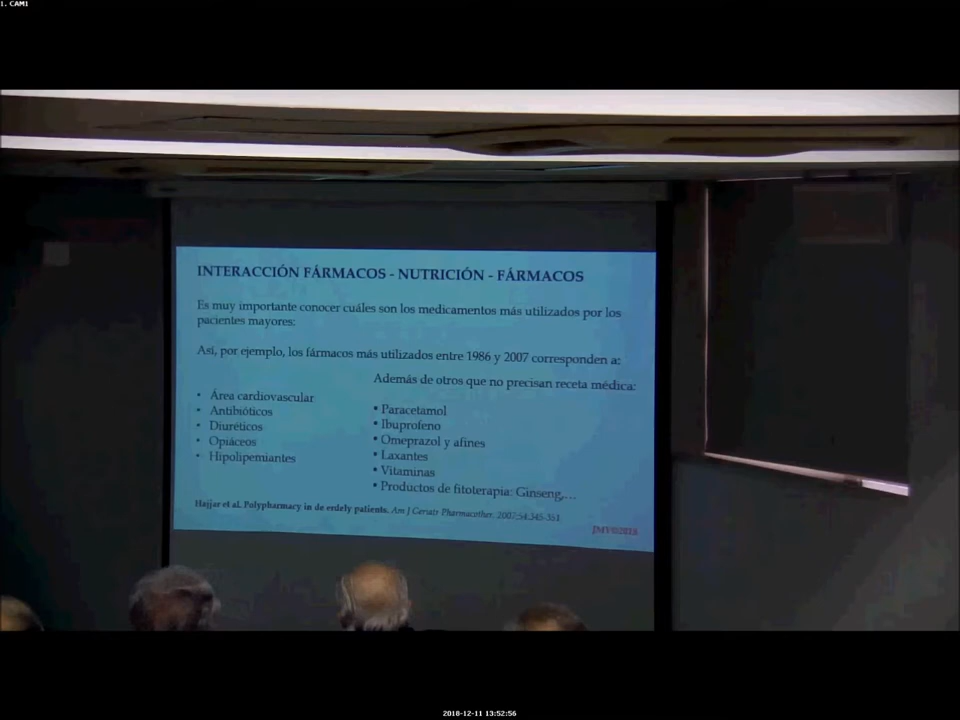 1. CAM1
INTERACCIÓN FÁRMACOS - NUTRICIÓN - FÁRMACOS
Es muy importante conocer cuáles son los medicamentos más utilizados por los
pacientes mayores:
Así, por ejemplo, los fármacos más utilizados entre 1986 y 2007 corresponden a:
• Área cardiovascular
• Antibióticos
• Diuréticos
• Opiáceos
• Hipolipemiantes
Además de otros que no precisan receta médica:
• Paracetamol
• Ibuprofeno
• Omeprazol y afines
• Laxantes
• Vitaminas
• Productos de fitoterapia: Ginseng,...
Hajjar et al. Polypharmacy in de erdely patients. Am J Geriatr Pharmacother. 2007;54:345-351
2018-12-11 13:52:56